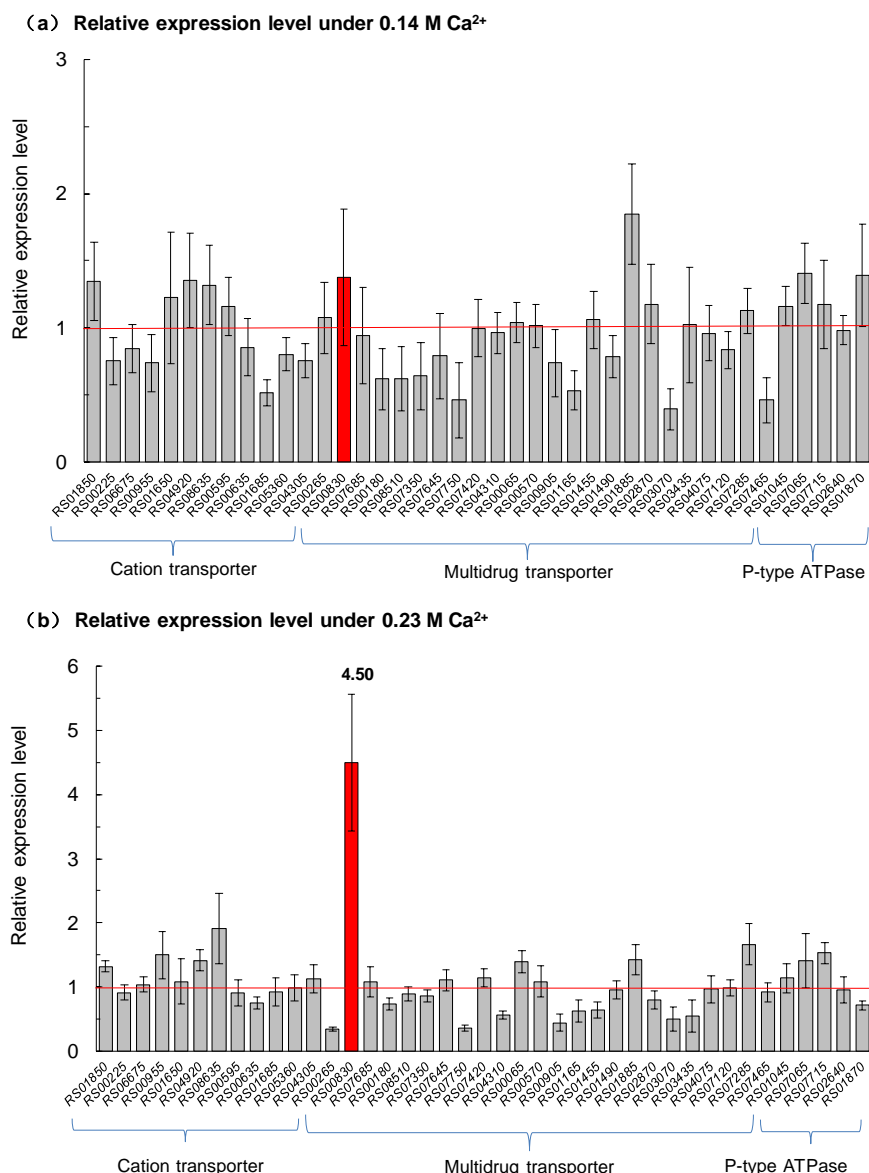 （a） Relative expression level under 0.14 M Ca²⁺
3
2
1
0
Relative expression level
RS01850 RS00225 RS06675 RS00955 RS01650 RS04920 RS08635 RS00595 RS00635 RS01685 RS05360 RS04305 RS00265 RS00830 RS07685 RS00180 RS08510 RS07350 RS07645 RS07750 RS07420 RS04310 RS00065 RS00570 RS00905 RS01165 RS01455 RS01490 RS01885 RS02870 RS03070 RS03435 RS04075 RS07120 RS07285 RS07465 RS01045 RS07065 RS07715 RS02640 RS01870
Cation transporter Multidrug transporter P-type ATPase
（b） Relative expression level under 0.23 M Ca²⁺
6
5
4
3
2
1
0
Relative expression level
4.50
RS01850 RS00225 RS06675 RS00955 RS01650 RS04920 RS08635 RS00595 RS00635 RS01685 RS05360 RS04305 RS00265 RS00830 RS07685 RS00180 RS08510 RS07350 RS07645 RS07750 RS07420 RS04310 RS00065 RS00570 RS00905 RS01165 RS01455 RS01490 RS01885 RS02870 RS03070 RS03435 RS04075 RS07120 RS07285 RS07465 RS01045 RS07065 RS07715 RS02640 RS01870
Cation transporter Multidrug transporter P-type ATPase